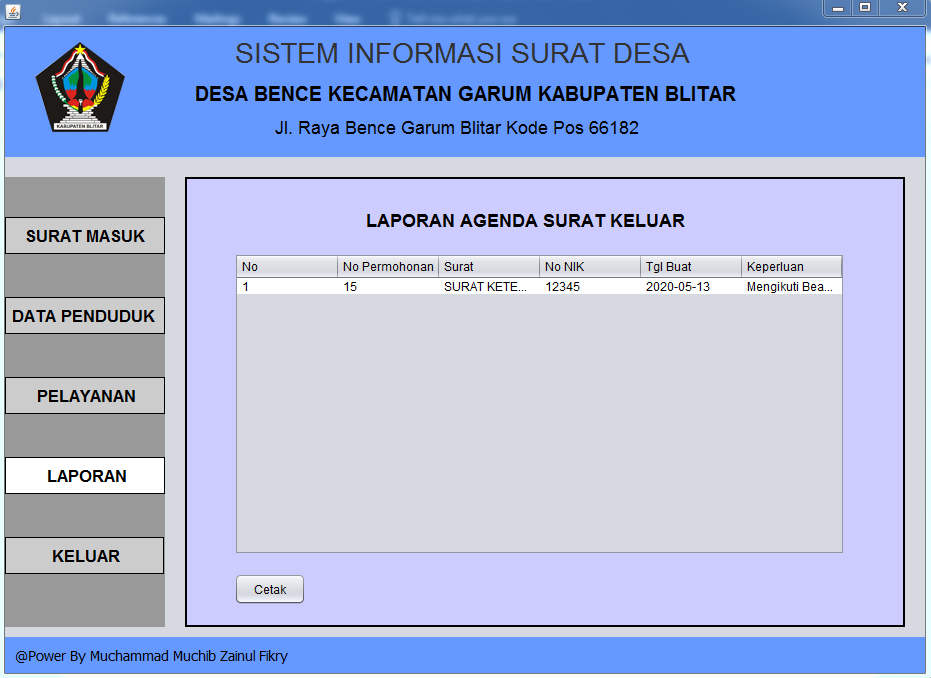 SISTEM INFORMASI SURAT DESA
DESA BENCE KECAMATAN GARUM KABUPATEN BLITAR
Jl. Raya Bence Garum Blitar Kode Pos 66182
KABUPATEN BLITAR
SURAT MASUK
DATA PENDUDUK
PELAYANAN
LAPORAN
KELUAR
LAPORAN AGENDA SURAT KELUAR
No No Permohonan Surat No NIK Tgl Buat Keperluan
1 15 SURAT KETE... 12345 2020-05-13 Mengikuti Bea...
Cetak
@Power By Muchammad Muchib Zainul Fikry